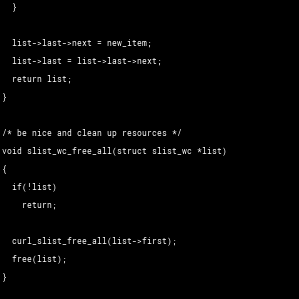 }
list->last->next = new_item;
list->last = list->last->next;
return list;
}
/* be nice and clean up resources */
void slist_wc_free_all(struct slist_wc *list)
{
if(!list)
return;
curl_slist_free_all(list->first);
free(list);
}